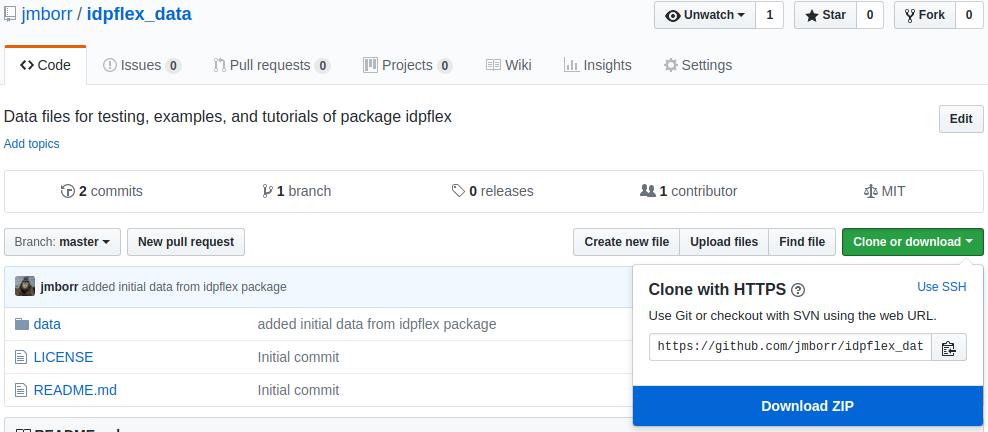 jmborr / idpflex_data
Unwatch 1 Star 0 Fork 0
Code Issues 0 Pull requests 0 Projects 0 Wiki Insights Settings
Data files for testing, examples, and tutorials of package idpflex
Edit
Add topics
2 commits 1 branch 0 releases 1 contributor MIT
Branch: master New pull request Create new file Upload files Find file Clone or download
jmborr added initial data from idpflex package
data added initial data from idpflex package
LICENSE Initial commit
README.md Initial commit
Clone with HTTPS ?
Use SSH
Use Git or checkout with SVN using the web URL.
https://github.com/jmborr/idpflex_dat
Download ZIP
README.md